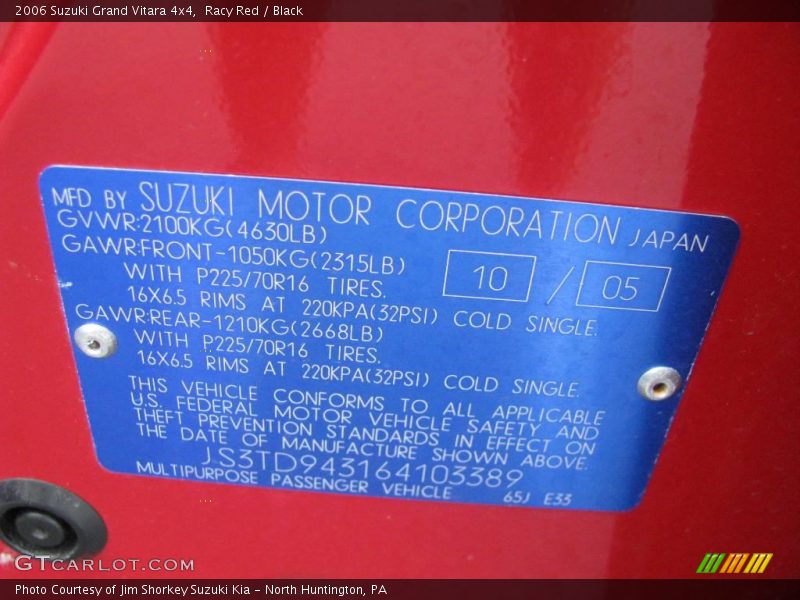 2006 Suzuki Grand Vitara 4x4, Racy Red / Black
MFD BY SUZUKI MOTOR CORPORATION JAPAN
GVWR:2100KG(4630LB)
GAWR:FRONT-1050KG(2315LB) 10 / 05
WITH P225/70R16 TIRES.
16X6.5 RIMS AT 220KPA(32PSI) COLD SINGLE.
GAWR:REAR-1210KG(2668LB)
WITH P225/70R16 TIRES.
16X6.5 RIMS AT 220KPA(32PSI) COLD SINGLE.
THIS VEHICLE CONFORMS TO ALL APPLICABLE
U.S. FEDERAL MOTOR VEHICLE SAFETY AND
THEFT PREVENTION STANDARDS IN EFFECT ON
THE DATE OF MANUFACTURE SHOWN ABOVE.
JS3TD943164103389
MULTIPURPOSE PASSENGER VEHICLE 65J E33
GTCARLOT.COM
Photo Courtesy of Jim Shorkey Suzuki Kia - North Huntington, PA